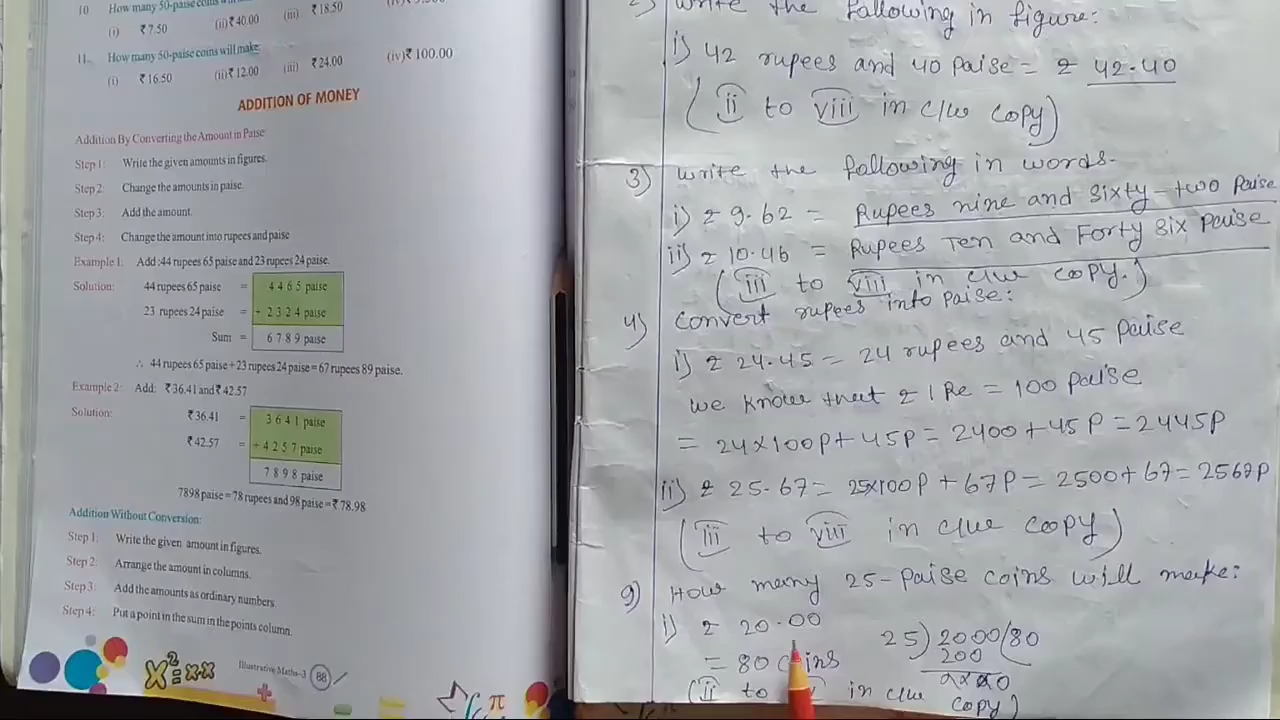 10. How many 50-paise coins
(i) ₹7.50 (ii) ₹40.00 (iii) ₹18.50
11. How many 50-paise coins will make:
(i) ₹16.50 (ii) ₹12.00 (iii) ₹24.00 (iv) ₹100.00
ADDITION OF MONEY
Addition By Converting the Amount in Paise
Step 1: Write the given amounts in figures.
Step 2: Change the amounts in paise.
Step 3: Add the amount.
Step 4: Change the amount into rupees and paise
Example 1: Add :44 rupees 65 paise and 23 rupees 24 paise.
Solution: 44 rupees 65 paise = 4 4 6 5 paise
23 rupees 24 paise = + 2 3 2 4 paise
Sum = 6 7 8 9 paise
∴ 44 rupees 65 paise + 23 rupees 24 paise = 67 rupees 89 paise.
Example 2: Add: ₹36.41 and ₹42.57
Solution: ₹36.41 = 3 6 4 1 paise
₹42.57 = + 4 2 5 7 paise
7 8 9 8 paise
7898 paise = 78 rupees and 98 paise = ₹78.98
Addition Without Conversion:
Step 1: Write the given amount in figures.
Step 2: Arrange the amount in columns.
Step 3: Add the amounts as ordinary numbers.
Step 4: Put a point in the sum in the points column.
X²=x-x
Illustrative Maths-3 88
π
2) Write the following in figure:
i) 42 rupees and 40 Paise = ₹ 42.40
(ii to viii in c/w copy)
3) Write the following in words.
i) ₹ 9.62 = Rupees nine and sixty-two Paise
ii) ₹ 10.46 = Rupees Ten and Forty six Paise
(iii to viii in c/w copy.)
4) Convert rupees into Paise:
i) ₹ 24.45 = 24 rupees and 45 Paise
we know that ₹ 1 Re = 100 Paise
= 24×100P + 45P = 2400 + 45 P = 2445P
ii) ₹ 25.67 = 25×100P + 67P = 2500 + 67 = 2567P
(iii to viii in c/w copy)
9) How many 25-Paise coins will make:
i) ₹ 20.00
= 80 coins
25)2000(80
200
(ii to in c/w copy)